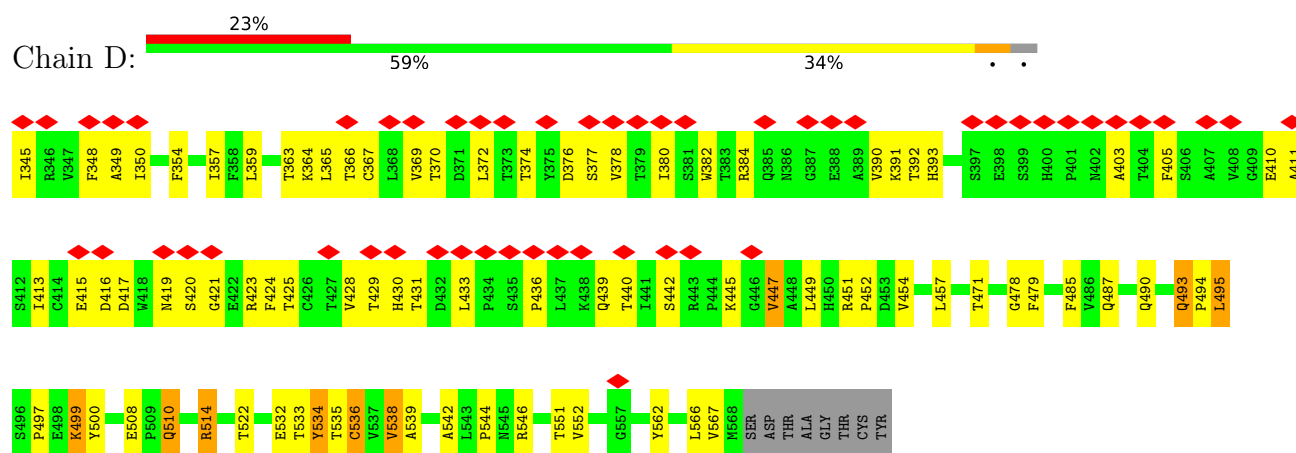 23%
Chain D:
59% 34% • •
I345 R346 V347 F348 A349 I350 F354 I357 F358 L359 T363 K364 L365 T366 C367 L368 V369 T370 D371 L372 T373 T374 Y375 D376 S377 V378 T379 I380 S381 W382 T383 R384 Q385 N386 G387 E388 A389 V390 K391 T392 H393 S397 E398 S399 H400 P401 N402 A403 T404 F405 S406 A407 V408 G409 E410 A411
S412 I413 C414 E415 D416 D417 W418 N419 S420 G421 E422 R423 F424 T425 C426 T427 V428 T429 H430 T431 D432 L433 P434 S435 P436 L437 K438 Q439 T440 I441 S442 R443 P444 K445 G446 V447 A448 L449 H450 R451 P452 D453 V454 L457 T471 G478 F479 F485 V486 Q487 Q490 Q493 P494 L495
S496 P497 E498 K499 Y500 E508 P509 Q510 R514 T522 E532 T533 Y534 T535 C536 V537 V538 A539 A542 L543 P544 N545 R546 T551 V552 G557 Y562 L566 V567 M568 SER ASP THR ALA GLY THR CYS TYR